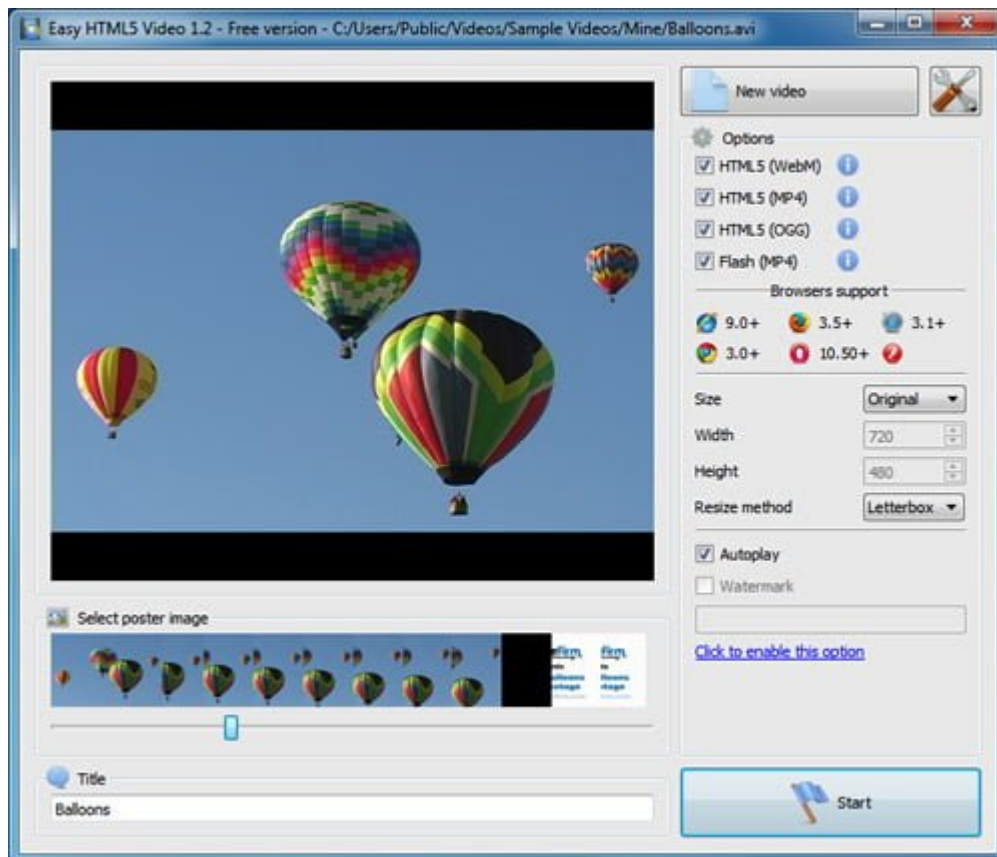 Easy HTML5 Video 1.2 - Free version - C:/Users/Public/Videos/Sample Videos/Mine/Balloons.avi
New video
Options
HTML5 (WebM)
HTML5 (MP4)
HTML5 (OGG)
Flash (MP4)
Browsers support
9.0+ 3.5+ 3.1+
3.0+ 10.50+
Size Original
Width 720
Height 480
Resize method Letterbox
Autoplay
Watermark
Click to enable this option
Select poster image
Title
Balloons
Start